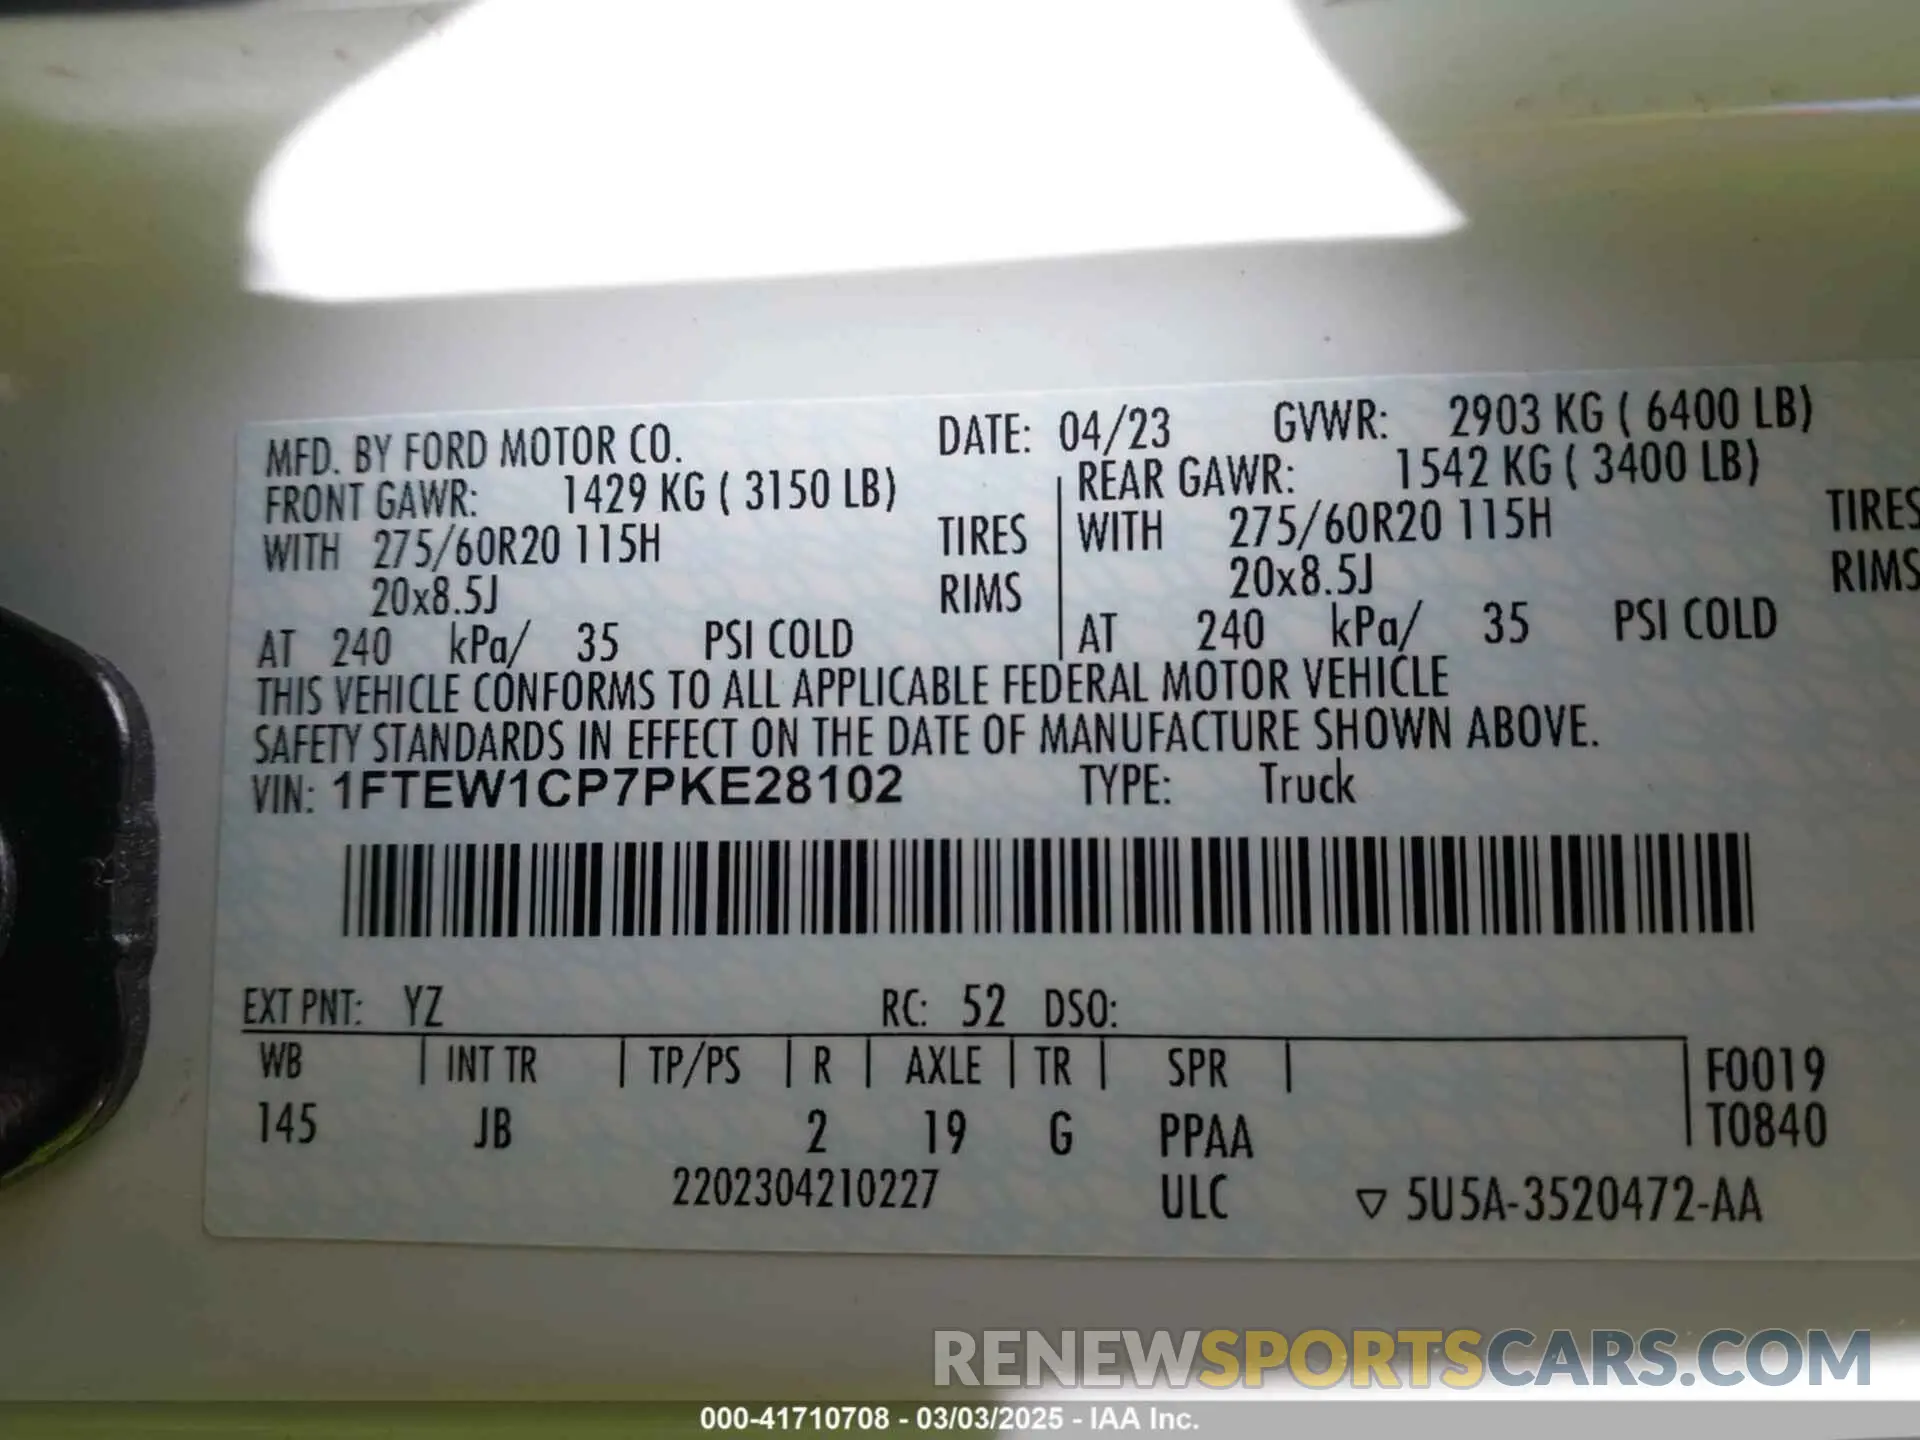 MFD. BY FORD MOTOR CO. DATE: 04/23 GVWR: 2903 KG ( 6400 LB)
FRONT GAWR: 1429 KG ( 3150 LB) REAR GAWR: 1542 KG ( 3400 LB)
WITH 275/60R20 115H TIRES WITH 275/60R20 115H TIRES
20x8.5J RIMS 20x8.5J RIMS
AT 240 kPa/ 35 PSI COLD AT 240 kPa/ 35 PSI COLD
THIS VEHICLE CONFORMS TO ALL APPLICABLE FEDERAL MOTOR VEHICLE
SAFETY STANDARDS IN EFFECT ON THE DATE OF MANUFACTURE SHOWN ABOVE.
VIN: 1FTEW1CP7PKE28102 TYPE: Truck
EXT PNT: YZ RC: 52 DSO:
WB INT TR TP/PS R AXLE TR SPR F0019
145 JB 2 19 G PPAA T0840
2202304210227 ULC ▽ 5U5A-3520472-AA
RENEWSPORTSCARS.COM
000-41710708 - 03/03/2025 - IAA Inc.